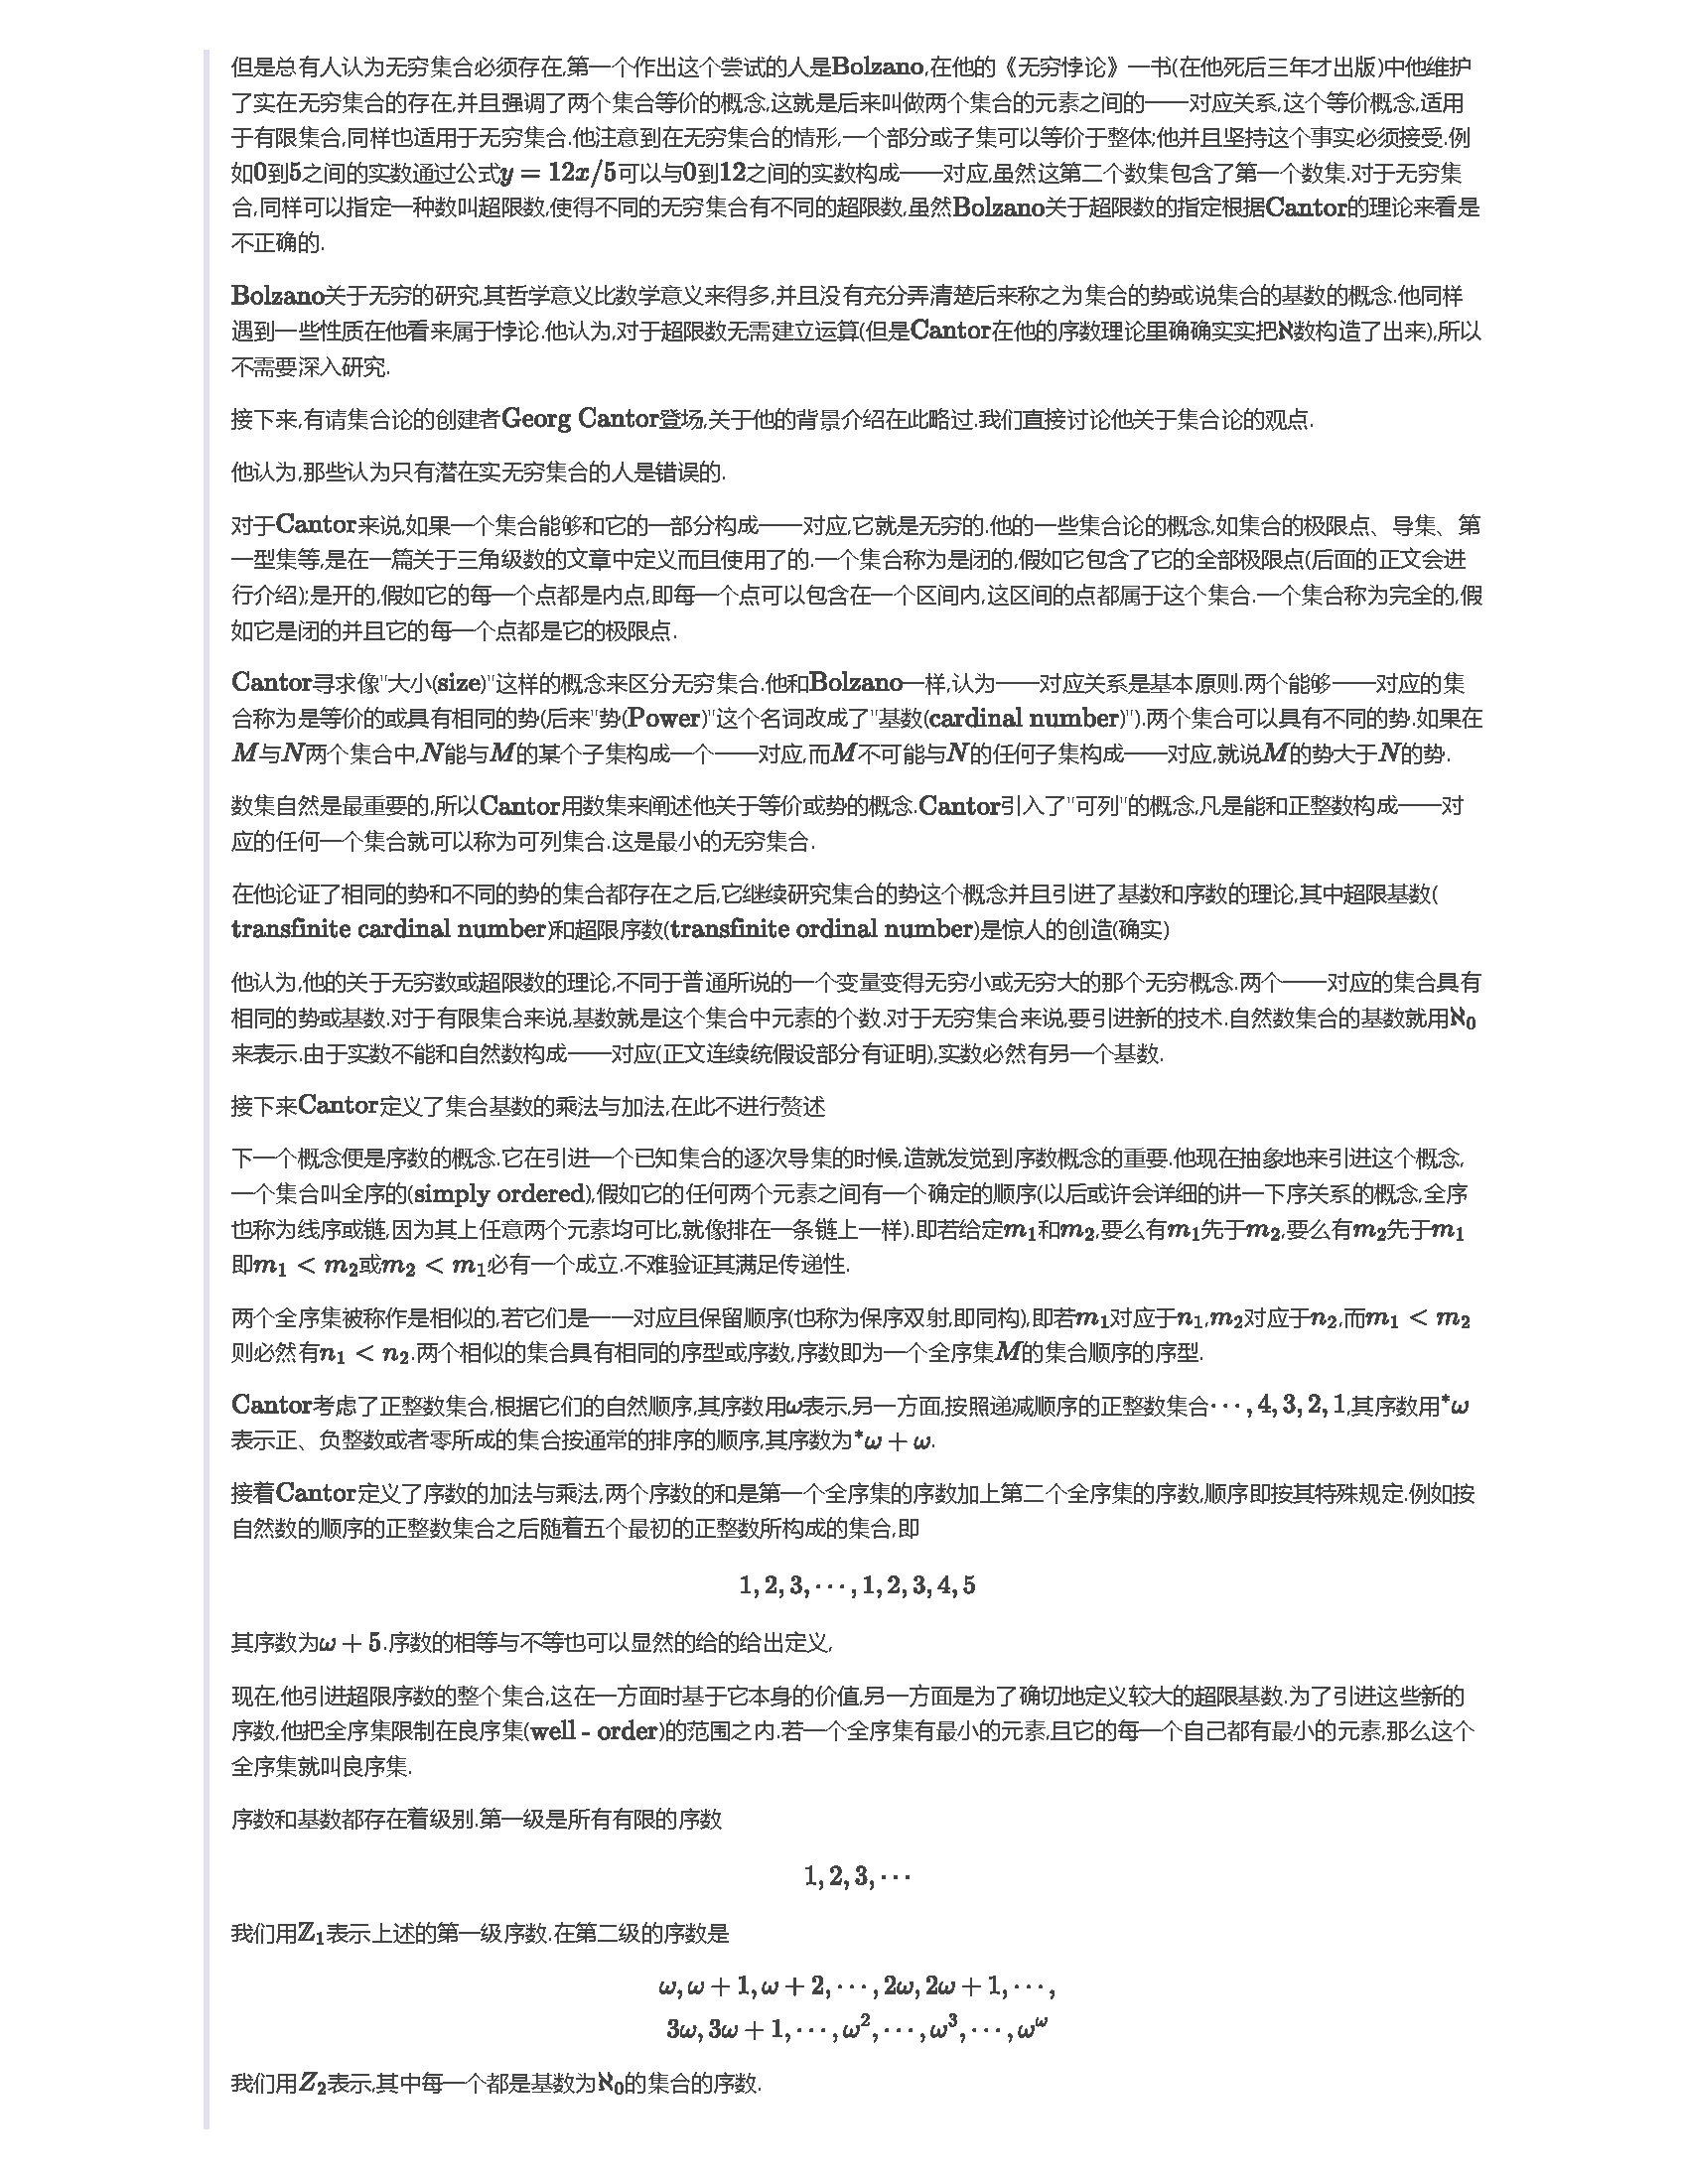 但是总有人认为无穷集合必须存在,第一个作出这个尝试的人是Bolzano,在他的《无穷悖论》一书(在他死后三年才出版)中他维护
了实在无穷集合的存在,并且强调了两个集合等价的概念,这就是后来叫做两个集合的元素之间的一一对应关系,这个等价概念,适用
于有限集合,同样也适用于无穷集合.他注意到在无穷集合的情形,一个部分或子集可以等价于整体;他并且坚持这个事实必须接受.例
如0到5之间的实数通过公式y = 12x/5可以与0到12之间的实数构成一一对应,虽然这第二个数集包含了第一个数集.对于无穷集
合,同样可以指定一种数叫超限数,使得不同的无穷集合有不同的超限数,虽然Bolzano关于超限数的指定根据Cantor的理论来看是
不正确的.
Bolzano关于无穷的研究,其哲学意义比数学意义来得多,并且没有充分弄清楚后来称之为集合的势或说集合的基数的概念.他同样
遇到一些性质在他看来属于悖论.他认为,对于超限数无需建立运算(但是Cantor在他的序数理论里确确实实把ℵ数构造了出来),所以
不需要深入研究.
接下来,有请集合论的创建者Georg Cantor登场,关于他的背景介绍在此略过.我们直接讨论他关于集合论的观点.
他认为,那些认为只有潜在实无穷集合的人是错误的.
对于Cantor来说,如果一个集合能够和它的一部分构成一一对应,它就是无穷的.他的一些集合论的概念,如集合的极限点、导集、第
一型集等,是在一篇关于三角级数的文章中定义而且使用了的.一个集合称为是闭的,假如它包含了它的全部极限点(后面的正文会进
行介绍);是开的,假如它的每一个点都是内点,即每一个点可以包含在一个区间内,这区间的点都属于这个集合.一个集合称为完全的,假
如它是闭的并且它的每一个点都是它的极限点.
Cantor寻求像"大小(size)"这样的概念来区分无穷集合.他和Bolzano一样,认为一一对应关系是基本原则.两个能够一一对应的集
合称为是等价的或具有相同的势(后来"势(Power)"这个名词改成了"基数(cardinal number)").两个集合可以具有不同的势.如果在
M与N两个集合中,N能与M的某个子集构成一个一一对应,而M不可能与N的任何子集构成一一对应,就说M的势大于N的势.
数集自然是最重要的,所以Cantor用数集来阐述他关于等价或势的概念.Cantor引入了"可列"的概念,凡是能和正整数构成一一对
应的任何一个集合就可以称为可列集合.这是最小的无穷集合.
在他论证了相同的势和不同的势的集合都存在之后,它继续研究集合的势这个概念并且引进了基数和序数的理论,其中超限基数(
transfinite cardinal number)和超限序数(transfinite ordinal number)是惊人的创造(确实)
他认为,他的关于无穷数或超限数的理论,不同于普通所说的一个变量变得无穷小或无穷大的那个无穷概念.两个一一对应的集合具有
相同的势或基数.对于有限集合来说,基数就是这个集合中元素的个数.对于无穷集合来说,要引进新的技术.自然数集合的基数就用ℵ₀
来表示.由于实数不能和自然数构成一一对应(正文连续统假设部分有证明),实数必然有另一个基数.
接下来Cantor定义了集合基数的乘法与加法,在此不进行赘述
下一个概念便是序数的概念.它在引进一个已知集合的逐次导集的时候,造就发觉到序数概念的重要.他现在抽象地来引进这个概念,
一个集合叫全序的(simply ordered),假如它的任何两个元素之间有一个确定的顺序(以后或许会详细的讲一下序关系的概念,全序
也称为线序或链,因为其上任意两个元素均可比,就像排在一条链上一样).即若给定m₁和m₂,要么有m₁先于m₂,要么有m₂先于m₁
即m₁ < m₂或m₂ < m₁必有一个成立.不难验证其满足传递性.
两个全序集被称作是相似的,若它们是一一对应且保留顺序(也称为保序双射,即同构),即若m₁对应于n₁,m₂对应于n₂,而m₁ < m₂
则必然有n₁ < n₂.两个相似的集合具有相同的序型或序数,序数即为一个全序集M的集合顺序的序型.
Cantor考虑了正整数集合,根据它们的自然顺序,其序数用ω表示,另一方面,按照递减顺序的正整数集合⋯, 4, 3, 2, 1,其序数用*ω
表示正、负整数或者零所成的集合按通常的排序的顺序,其序数为*ω + ω.
接着Cantor定义了序数的加法与乘法,两个序数的和是第一个全序集的序数加上第二个全序集的序数,顺序即按其特殊规定.例如按
自然数的顺序的正整数集合之后随着五个最初的正整数所构成的集合,即
1, 2, 3, ⋯, 1, 2, 3, 4, 5
其序数为ω + 5.序数的相等与不等也可以显然的给的给出定义,
现在,他引进超限序数的整个集合,这在一方面时基于它本身的价值,另一方面是为了确切地定义较大的超限基数.为了引进这些新的
序数,他把全序集限制在良序集(well - order)的范围之内.若一个全序集有最小的元素,且它的每一个自己都有最小的元素,那么这个
全序集就叫良序集.
序数和基数都存在着级别.第一级是所有有限的序数
1, 2, 3, ⋯
我们用ℤ₁表示上述的第一级序数.在第二级的序数是
ω, ω + 1, ω + 2, ⋯, 2ω, 2ω + 1, ⋯,
3ω, 3ω + 1, ⋯, ω², ⋯, ω³, ⋯, ω^ω
我们用Z₂表示,其中每一个都是基数为ℵ₀的集合的序数.